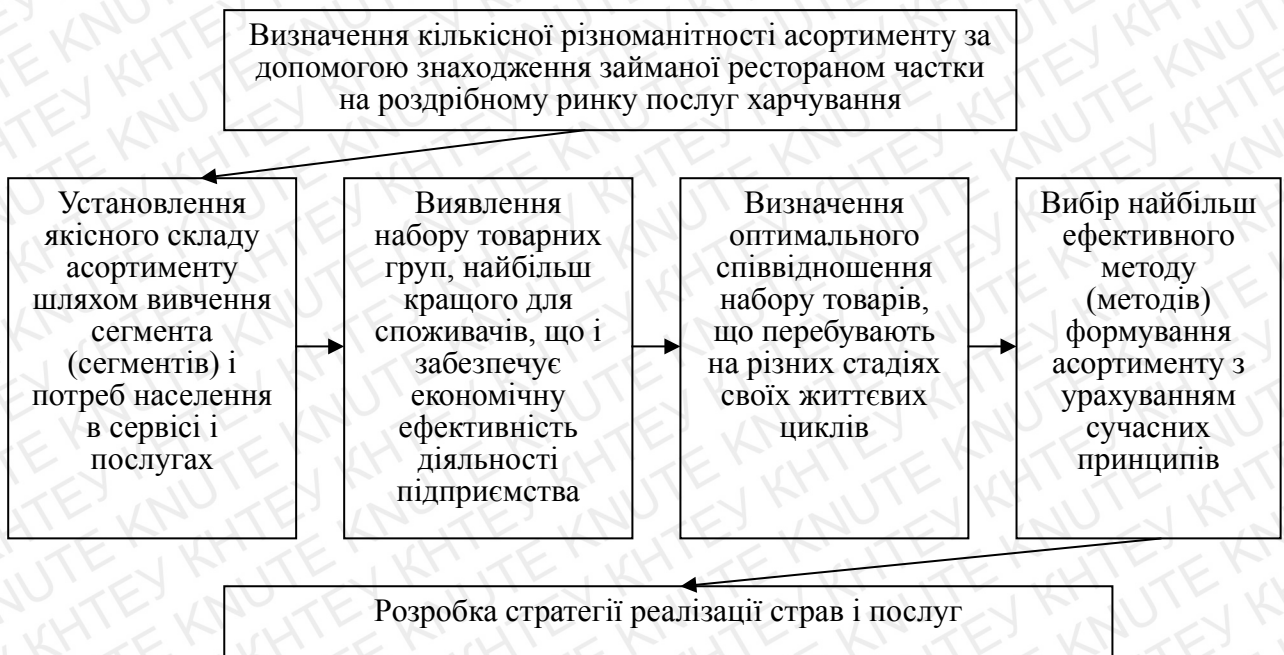 Визначення кількісної різноманітності асортименту за
допомогою знаходження займаної рестораном частки
на роздрібному ринку послуг харчування
Установлення
якісного складу
асортименту
шляхом вивчення
сегмента
(сегментів) і
потреб населення
в сервісі і
послугах
Виявлення
набору товарних
груп, найбільш
кращого для
споживачів, що і
забезпечує
економічну
ефективність
діяльності
підприємства
Визначення
оптимального
співвідношення
набору товарів,
що перебувають
на різних стадіях
своїх життєвих
циклів
Вибір найбільш
ефективного
методу
(методів)
формування
асортименту з
урахуванням
сучасних
принципів
Розробка стратегії реалізації страв і послуг